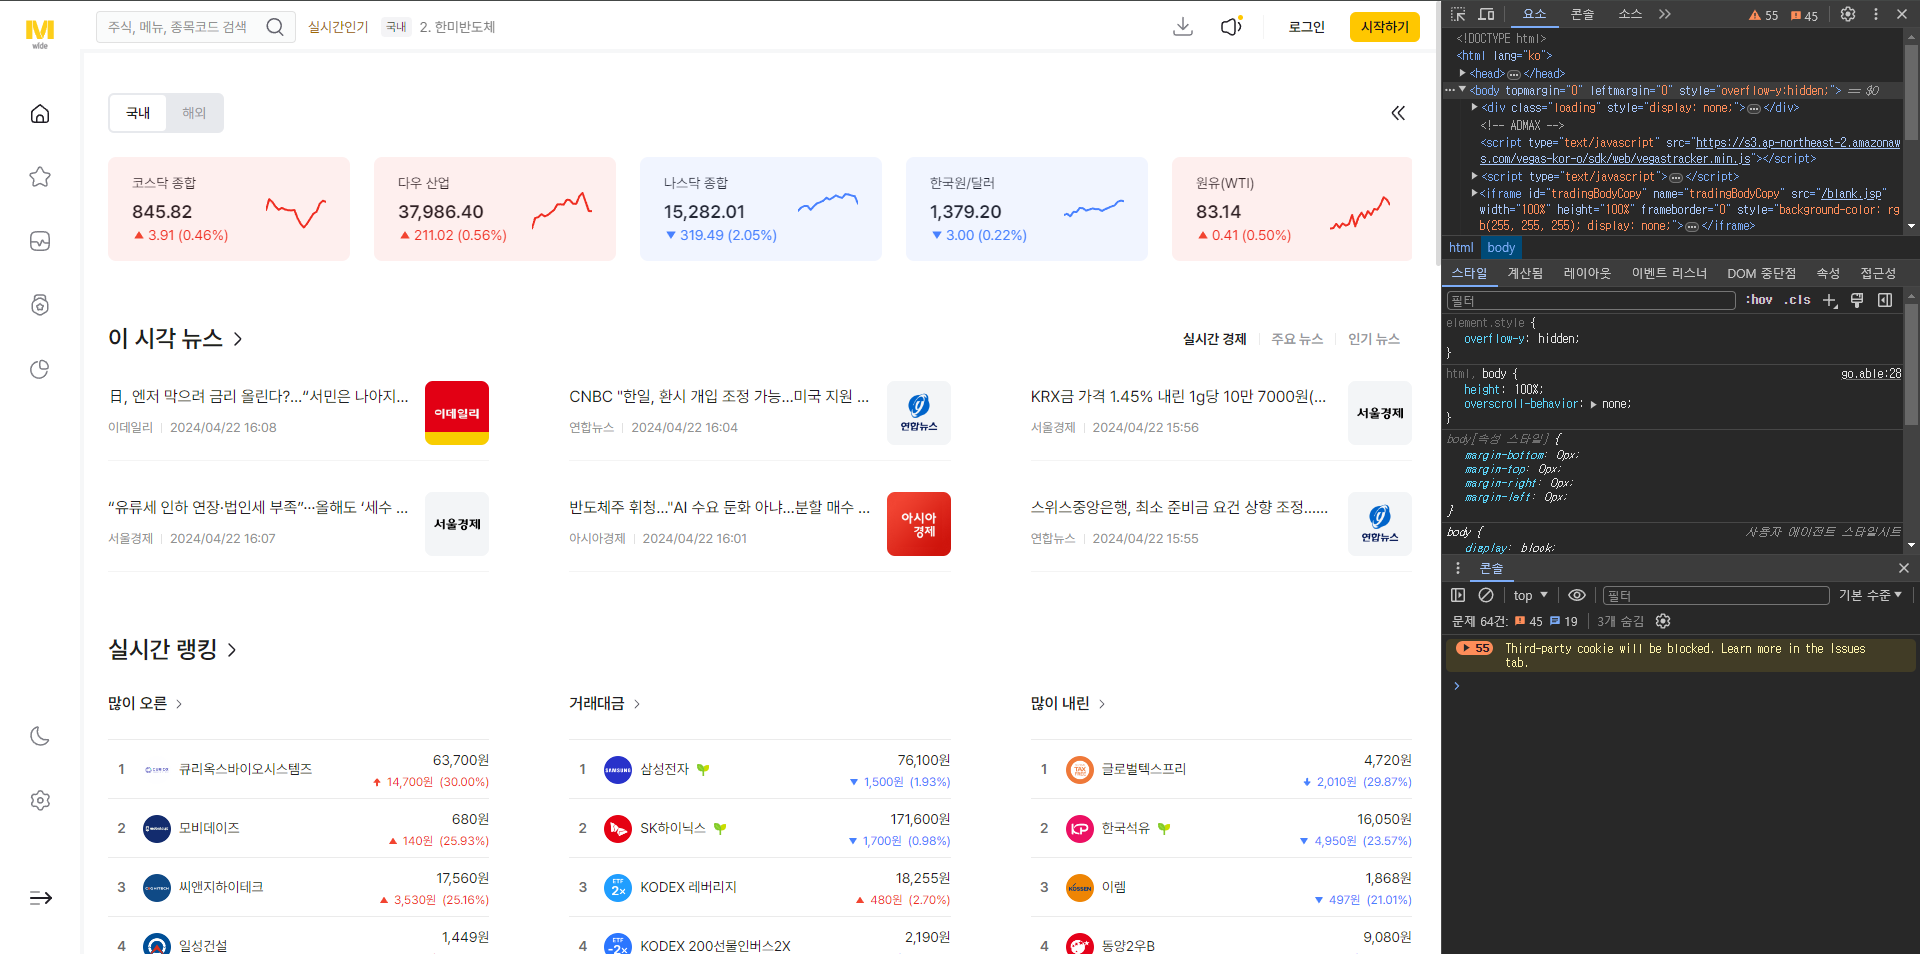 M
wide
주식, 메뉴, 종목코드 검색
실시간인기
국내
2. 한미반도체
로그인
시작하기
국내
해외
코스닥 종합
845.82
▲ 3.91 (0.46%)
다우 산업
37,986.40
▲ 211.02 (0.56%)
나스닥 종합
15,282.01
▼ 319.49 (2.05%)
한국원/달러
1,379.20
▼ 3.00 (0.22%)
원유(WTI)
83.14
▲ 0.41 (0.50%)
이 시각 뉴스
실시간 경제
주요 뉴스
인기 뉴스
日, 엔저 막으려 금리 올린다?…“서민은 나아지...
이데일리 | 2024/04/22 16:08
이데일리
CNBC "한일, 환시 개입 조정 가능…미국 지원 ...
연합뉴스 | 2024/04/22 16:04
연합뉴스
KRX금 가격 1.45% 내린 1g당 10만 7000원(...
서울경제 | 2024/04/22 15:56
서울경제
“유류세 인하 연장·법인세 부족”…올해도 ‘세수 ...
서울경제 | 2024/04/22 16:07
서울경제
반도체주 휘청…"AI 수요 둔화 아냐…분할 매수 ...
아시아경제 | 2024/04/22 16:01
아시아
경제
스위스중앙은행, 최소 준비금 요건 상향 조정…...
연합뉴스 | 2024/04/22 15:55
연합뉴스
실시간 랭킹
많이 오른
1 큐리옥스바이오시스템즈 63,700원
14,700원 (30.00%)
2 모비데이즈 680원
▲ 140원 (25.93%)
3 씨앤지하이테크 17,560원
▲ 3,530원 (25.16%)
4 일성건설 1,449원
거래대금
1 SAMSUNG 삼성전자 76,100원
▼ 1,500원 (1.93%)
2 SK하이닉스 171,600원
▼ 1,700원 (0.98%)
3 ETF 2× KODEX 레버리지 18,255원
▲ 480원 (2.70%)
4 ETF -2× KODEX 200선물인버스2X 2,190원
많이 내린
1 TAX FREE 글로벌텍스프리 4,720원
2,010원 (29.87%)
2 KP 한국석유 16,050원
▼ 4,950원 (23.57%)
3 KOSSEN 이렘 1,868원
▼ 497원 (21.01%)
4 동양2우B 9,080원
요소
콘솔
소스
55
45
<!DOCTYPE html>
<html lang="ko">
<head> … </head>
<body topmargin="0" leftmargin="0" style="overflow-y:hidden;"> == $0
<div class="loading" style="display: none;"> … </div>
<!-- ADMAX -->
<script type="text/javascript" src="https://s3.ap-northeast-2.amazonaw
s.com/vegas-kor-o/sdk/web/vegastracker.min.js"></script>
<script type="text/javascript"> … </script>
<iframe id="tradingBodyCopy" name="tradingBodyCopy" src="/blank.jsp"
width="100%" height="100%" frameborder="0" style="background-color: rg
b(255, 255, 255); display: none;"> … </iframe>
html
body
스타일
계산됨
레이아웃
이벤트 리스너
DOM 중단점
속성
접근성
필터
:hov
.cls
element.style {
overflow-y: hidden;
}
html, body {
go.able:28
height: 100%;
overscroll-behavior: ▶ none;
}
body[속성 스타일] {
margin-bottom: 0px;
margin-top: 0px;
margin-right: 0px;
margin-left: 0px;
}
body {
사용자 에이전트 스타일시트
display: block;
콘솔
top
필터
기본 수준
문제 64건: 45 19
3개 숨김
55 Third-party cookie will be blocked. Learn more in the Issues
tab.